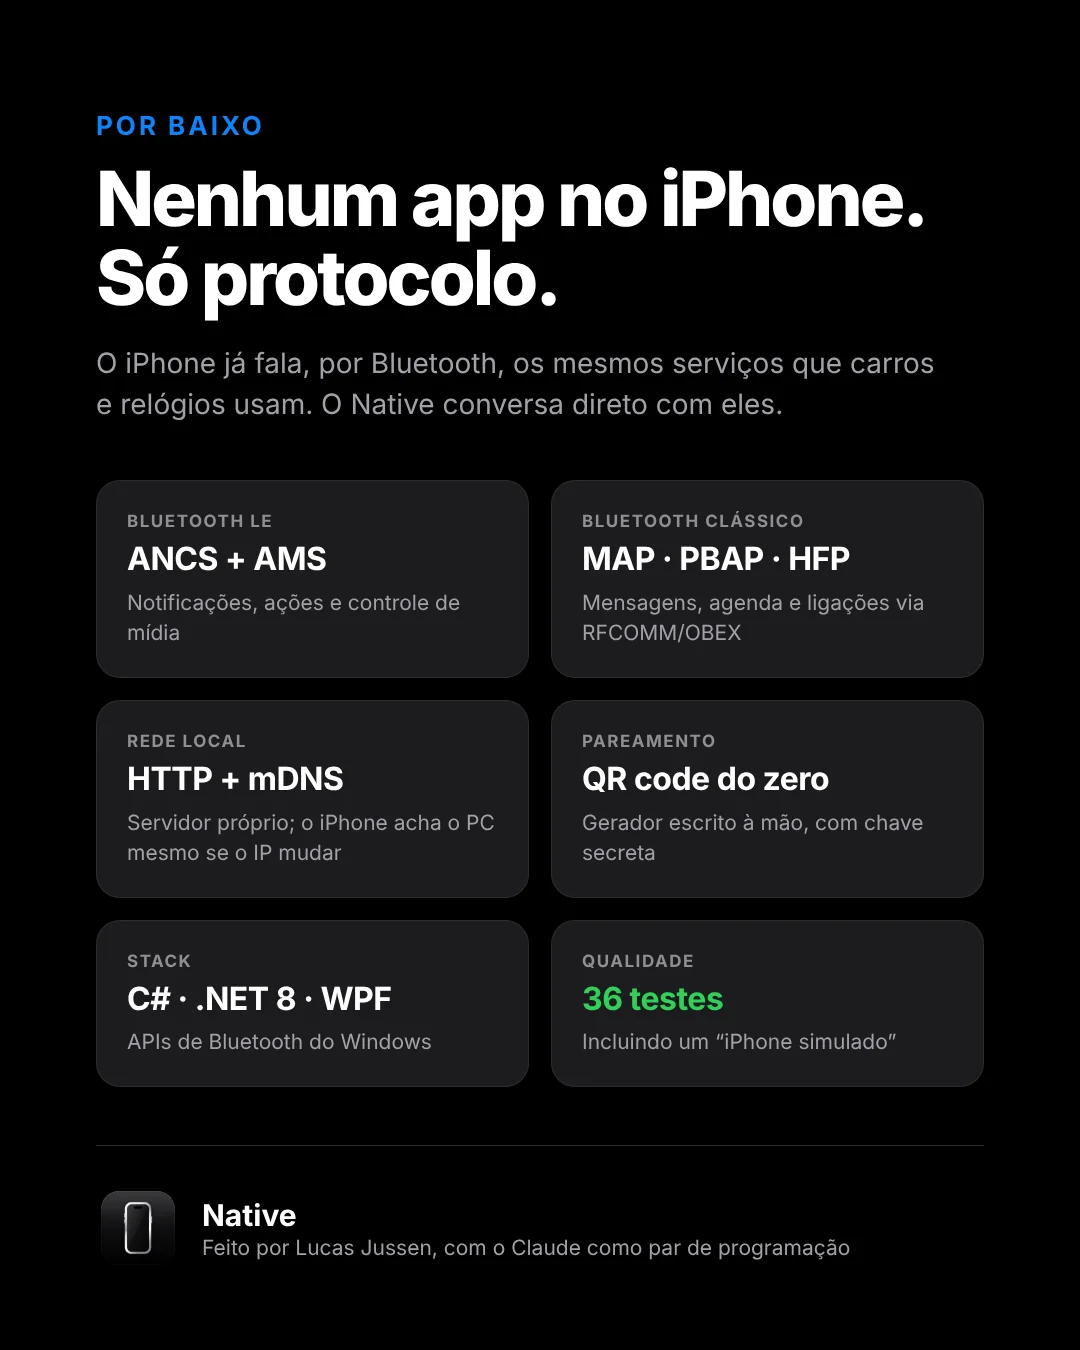 POR BAIXO
Nenhum app no iPhone.
Só protocolo.
O iPhone já fala, por Bluetooth, os mesmos serviços que carros
e relógios usam. O Native conversa direto com eles.
BLUETOOTH LE
ANCS + AMS
Notificações, ações e controle de
mídia
BLUETOOTH CLÁSSICO
MAP · PBAP · HFP
Mensagens, agenda e ligações via
RFCOMM/OBEX
REDE LOCAL
HTTP + mDNS
Servidor próprio; o iPhone acha o PC
mesmo se o IP mudar
PAREAMENTO
QR code do zero
Gerador escrito à mão, com chave
secreta
STACK
C# · .NET 8 · WPF
APIs de Bluetooth do Windows
QUALIDADE
36 testes
Incluindo um “iPhone simulado”
Native
Feito por Lucas Jussen, com o Claude como par de programação